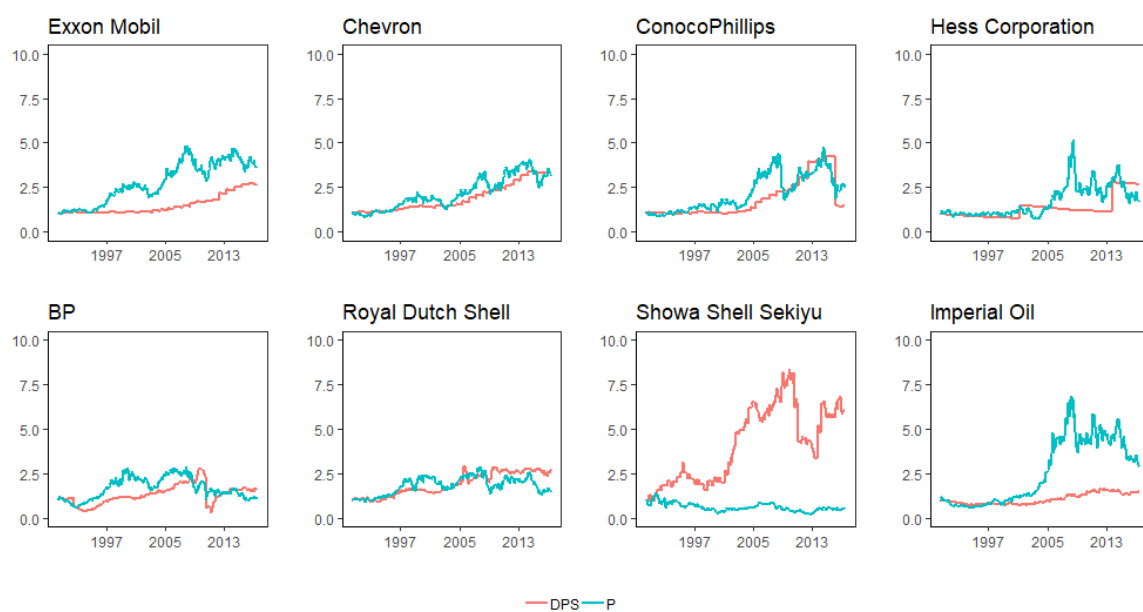 Exxon Mobil
Chevron
ConocoPhillips
Hess Corporation
10.0
7.5
5.0
2.5
0.0
1997 2005 2013
10.0
7.5
5.0
2.5
0.0
1997 2005 2013
10.0
7.5
5.0
2.5
0.0
1997 2005 2013
10.0
7.5
5.0
2.5
0.0
1997 2005 2013
BP
Royal Dutch Shell
Showa Shell Sekiyu
Imperial Oil
10.0
7.5
5.0
2.5
0.0
1997 2005 2013
10.0
7.5
5.0
2.5
0.0
1997 2005 2013
10.0
7.5
5.0
2.5
0.0
1997 2005 2013
10.0
7.5
5.0
2.5
0.0
1997 2005 2013
DPS P